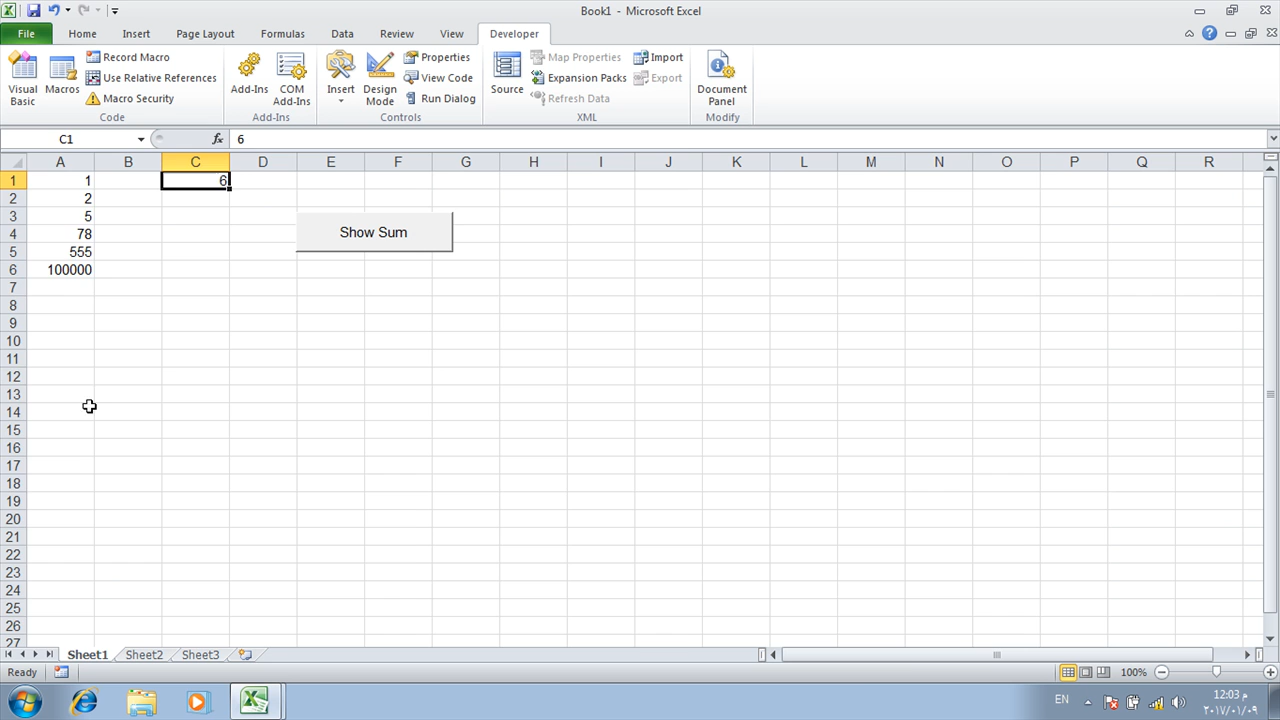 Book1 - Microsoft Excel
File Home Insert Page Layout Formulas Data Review View Developer
Visual Basic
Macros
Record Macro
Use Relative References
Macro Security
Code
Add-Ins
COM Add-Ins
Add-Ins
Insert
Design Mode
Properties
View Code
Run Dialog
Controls
Source
Map Properties
Expansion Packs
Refresh Data
Import
Export
XML
Document Panel
Modify
C1 fx 6
A B C D E F G H I J K L M N O P Q R
1 1 6
2 2
3 5
4 78
5 555
6 100000
Show Sum
7
8
9
10
11
12
13
14
15
16
17
18
19
20
21
22
23
24
25
26
27
Sheet1 Sheet2 Sheet3
Ready 100%
EN
12:03 م
٢٠١٧/٠١/٠٩